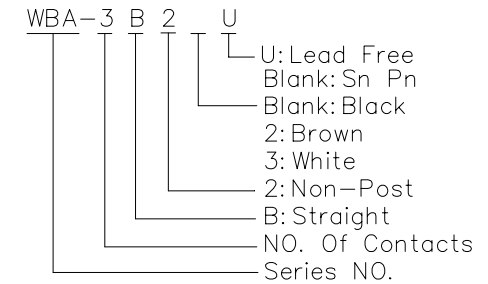 WBA-3 B 2 _ U
U:Lead Free
Blank:Sn Pn
Blank:Black
2:Brown
3:White
2:Non-Post
B:Straight
NO. Of Contacts
Series NO.